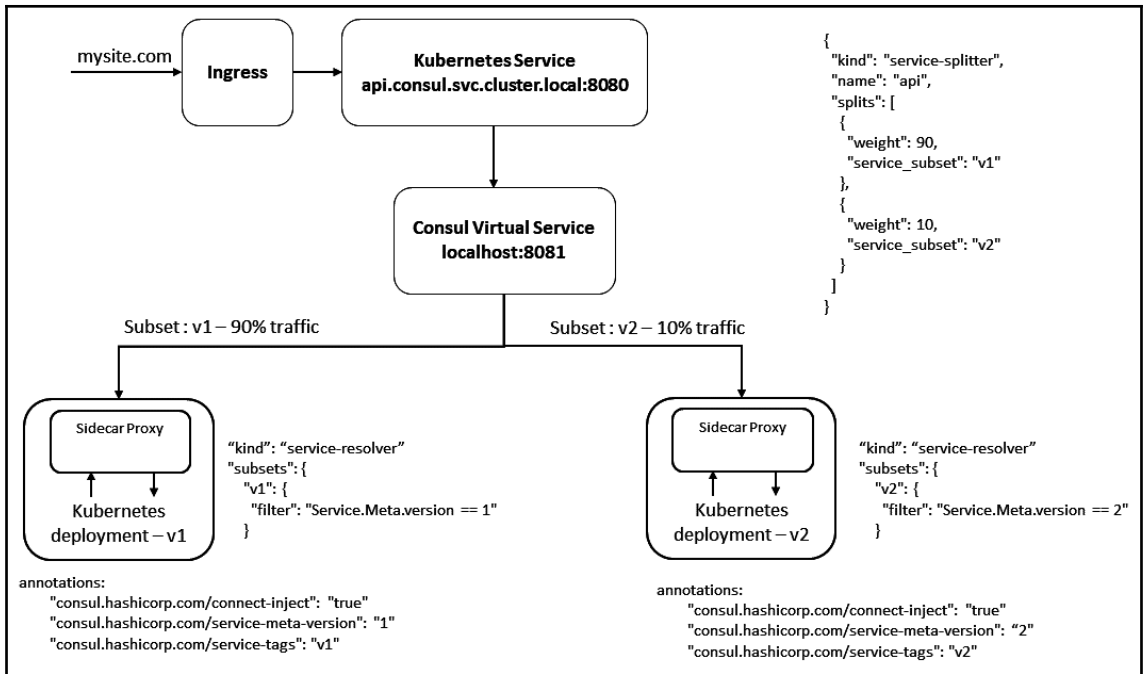 mysite.com
Ingress
Kubernetes Service
api.consul.svc.cluster.local:8080
{
"kind": "service-splitter",
"name": "api",
"splits": [
{
"weight": 90,
"service_subset": "v1"
},
{
"weight": 10,
"service_subset": "v2"
}
]
}
Consul Virtual Service
localhost:8081
Subset : v1 – 90% traffic
Subset : v2 – 10% traffic
Sidecar Proxy
Kubernetes
deployment – v1
“kind”: “service-resolver”
"subsets": {
"v1": {
"filter": "Service.Meta.version == 1"
}
annotations:
"consul.hashicorp.com/connect-inject": "true"
"consul.hashicorp.com/service-meta-version": "1"
"consul.hashicorp.com/service-tags": "v1"
Sidecar Proxy
Kubernetes
deployment – v2
“kind”: “service-resolver”
"subsets": {
"v2": {
"filter": "Service.Meta.version == 2"
}
annotations:
"consul.hashicorp.com/connect-inject": "true"
"consul.hashicorp.com/service-meta-version": “2"
"consul.hashicorp.com/service-tags": "v2"